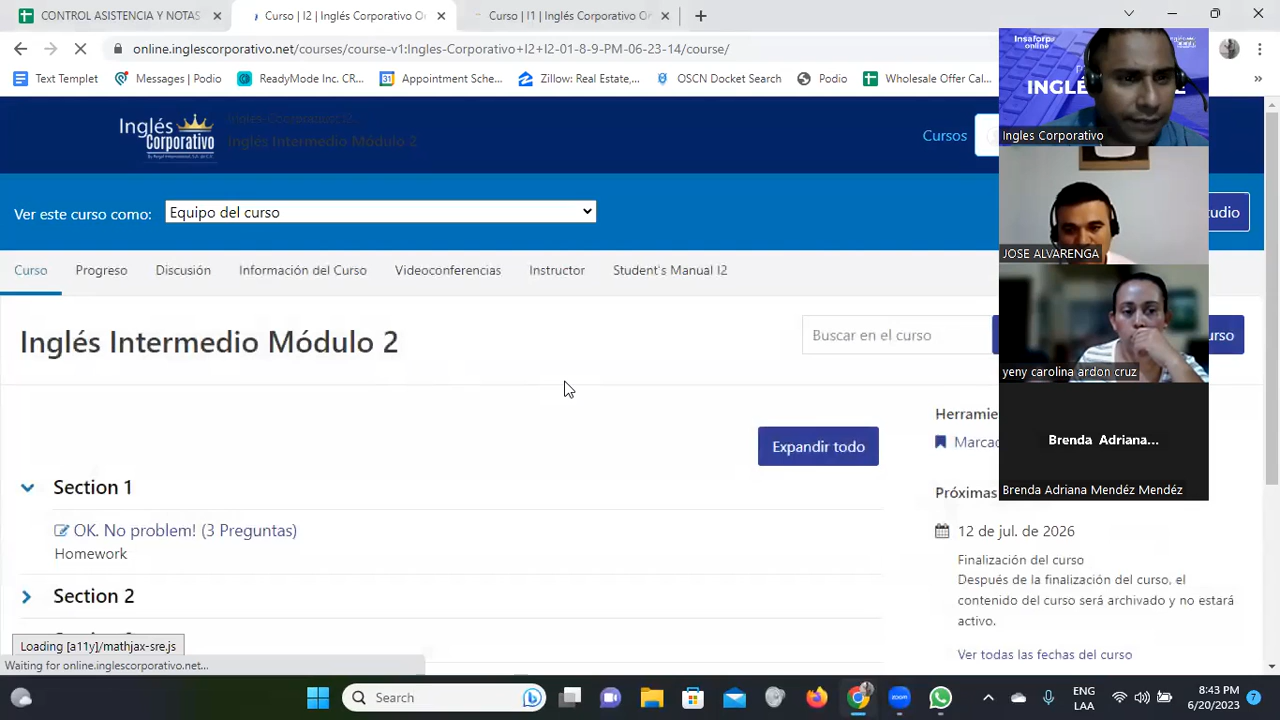 CONTROL ASISTENCIA Y NOTAS
Curso | I2 | Inglés Corporativo O
Curso | I1 | Inglés Corporativo O
online.inglescorporativo.net/courses/course-v1:Ingles-Corporativo+I2+I2-01-8-9-PM-06-23-14/course/
Text Templet
Messages | Podio
ReadyMode Inc. CR...
Appointment Sche...
Zillow: Real Estate,...
OSCN Docket Search
Podio
Wholesale Offer Cal...
Inglés Corporativo
Inglés Intermedio Módulo 2
Cursos
Ver este curso como:
Equipo del curso
Curso
Progreso
Discusión
Información del Curso
Videoconferencias
Instructor
Student's Manual I2
Inglés Intermedio Módulo 2
Buscar en el curso
Expandir todo
Section 1
OK. No problem! (3 Preguntas)
Homework
Section 2
Loading [a11y]/mathjax-sre.js
Waiting for online.inglescorporativo.net...
12 de jul. de 2026
Finalización del curso
Después de la finalización del curso, el
contenido del curso será archivado y no estará
activo.
Ver todas las fechas del curso
Ingles Corporativo
JOSE ALVARENGA
yeny carolina ardon cruz
Brenda Adriana...
Brenda Adriana Mendéz Mendéz
Search
ENG
LAA
8:43 PM
6/20/2023
7